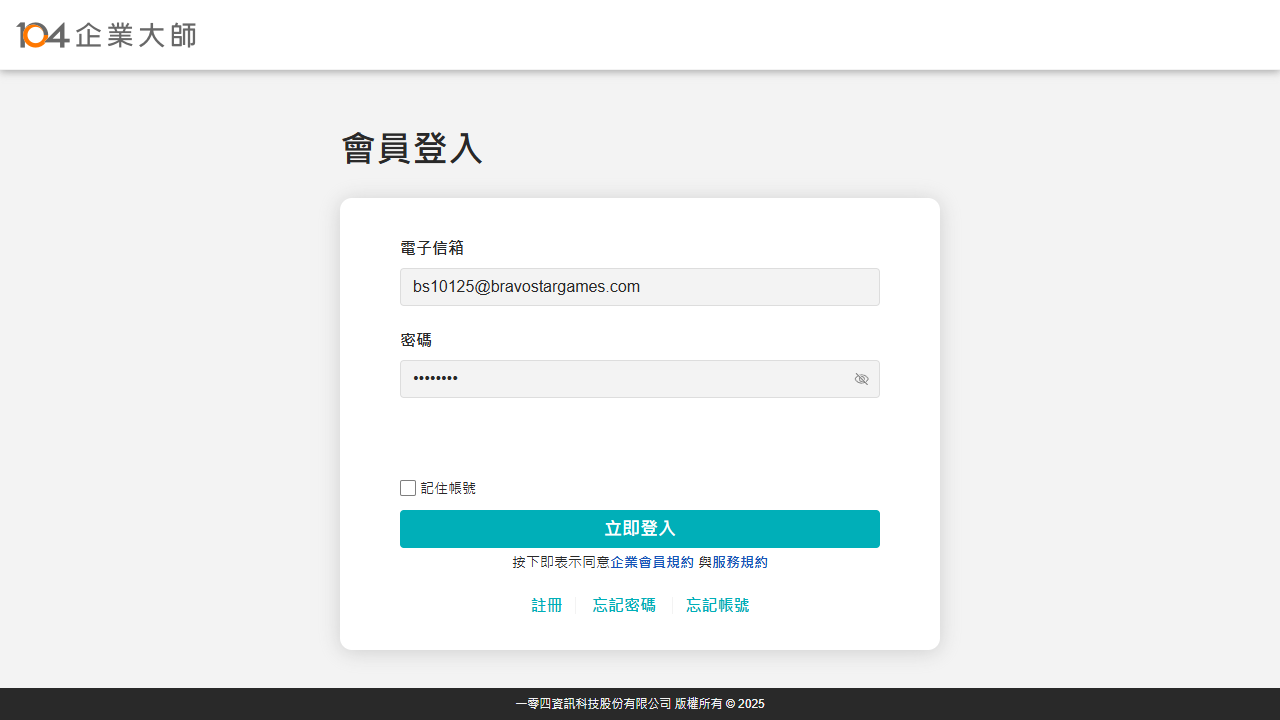 104 企業大師
會員登入
電子信箱
bs10125@bravostargames.com
密碼
••••••••
記住帳號
立即登入
按下即表示同意企業會員規約 與服務規約
註冊 忘記密碼 忘記帳號
一零四資訊科技股份有限公司 版權所有 © 2025